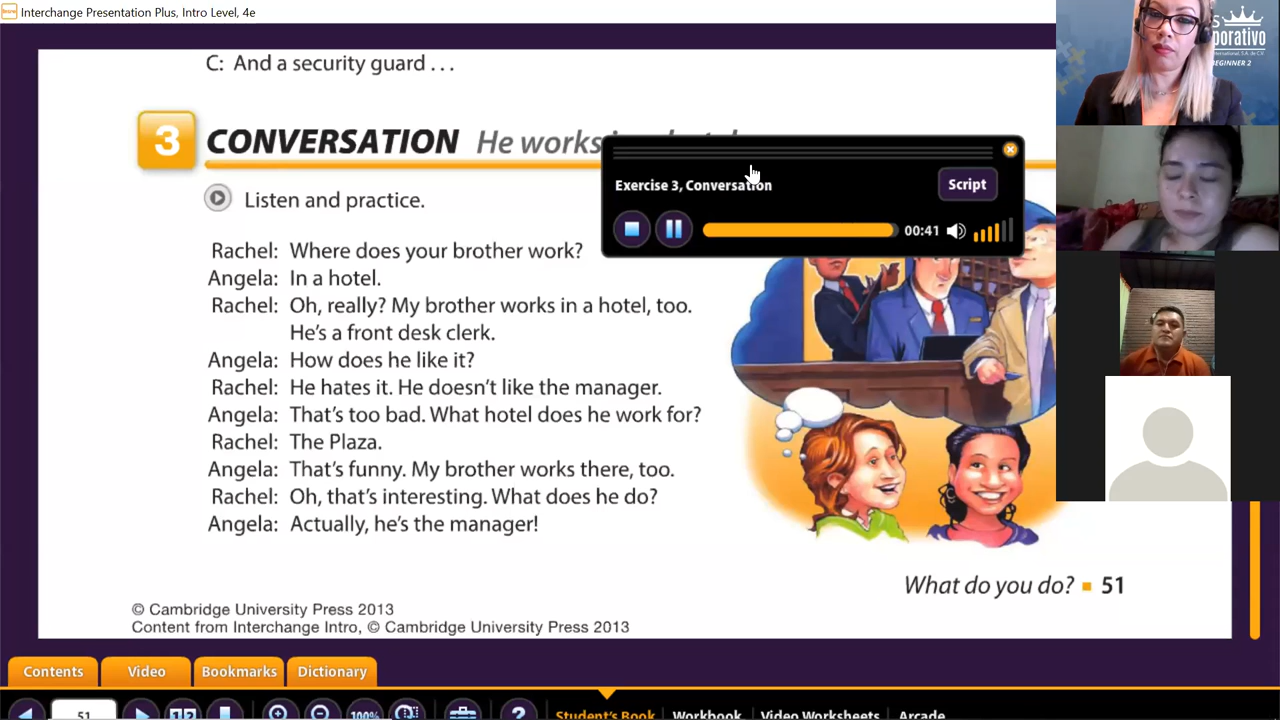 Interchange Presentation Plus, Intro Level, 4e
S
porativo
BEGINNER 2
C: And a security guard . . .
3 CONVERSATION He works
Listen and practice.
Exercise 3, Conversation
Script
00:41
Rachel: Where does your brother work?
Angela: In a hotel.
Rachel: Oh, really? My brother works in a hotel, too.
He's a front desk clerk.
Angela: How does he like it?
Rachel: He hates it. He doesn't like the manager.
Angela: That's too bad. What hotel does he work for?
Rachel: The Plaza.
Angela: That's funny. My brother works there, too.
Rachel: Oh, that's interesting. What does he do?
Angela: Actually, he's the manager!
What do you do? ■ 51
© Cambridge University Press 2013
Content from Interchange Intro, © Cambridge University Press 2013
Contents Video Bookmarks Dictionary
51 100% ? Student's Book Workbook Video Worksheets Arcade